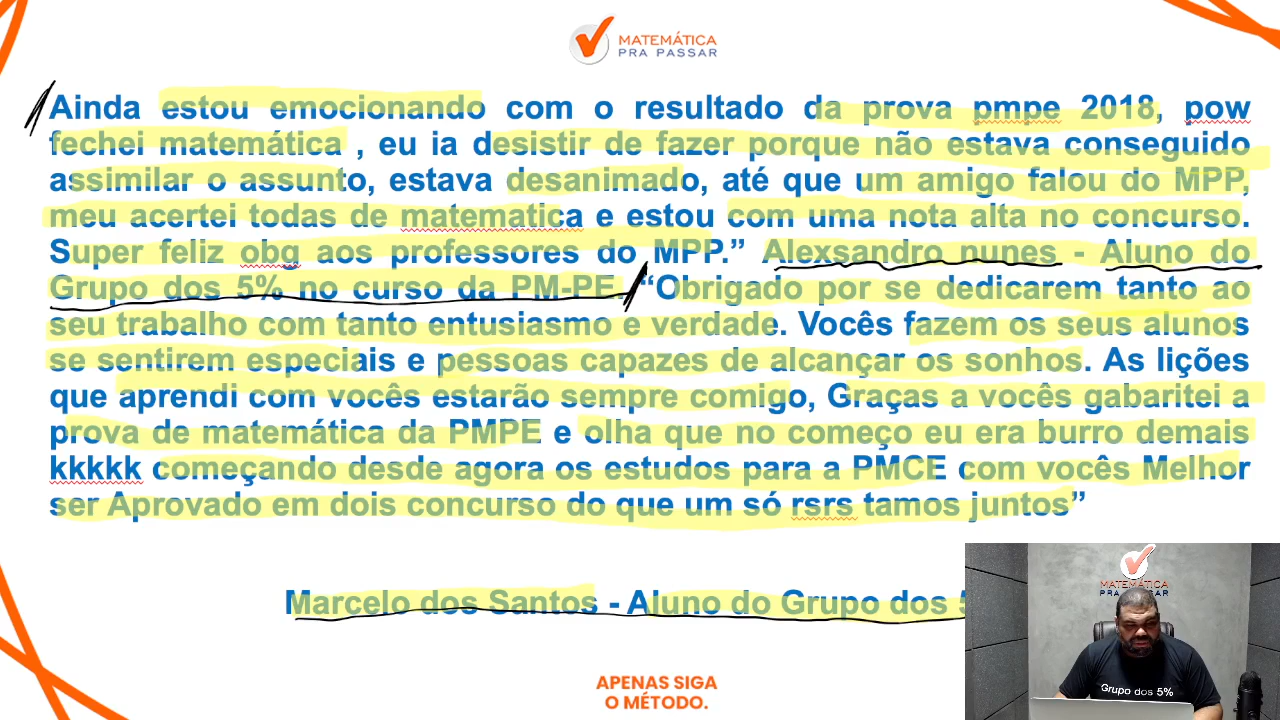 MATEMÁTICA
PRA PASSAR
Ainda estou emocionando com o resultado da prova pmpe 2018, pow
fechei matemática , eu ia desistir de fazer porque não estava conseguido
assimilar o assunto, estava desanimado, até que um amigo falou do MPP,
meu acertei todas de matematica e estou com uma nota alta no concurso.
Super feliz obg aos professores do MPP.” Alexsandro nunes - Aluno do
Grupo dos 5% no curso da PM-PE. “Obrigado por se dedicarem tanto ao
seu trabalho com tanto entusiasmo e verdade. Vocês fazem os seus alunos
se sentirem especiais e pessoas capazes de alcançar os sonhos. As lições
que aprendi com vocês estarão sempre comigo, Graças a vocês gabaritei a
prova de matemática da PMPE e olha que no começo eu era burro demais
kkkkk começando desde agora os estudos para a PMCE com vocês Melhor
ser Aprovado em dois concurso do que um só rsrs tamos juntos”
Marcelo dos Santos - Aluno do Grupo dos 5
MATEMÁTICA
PRA PASSAR
Grupo dos 5%
APENAS SIGA
O MÉTODO.